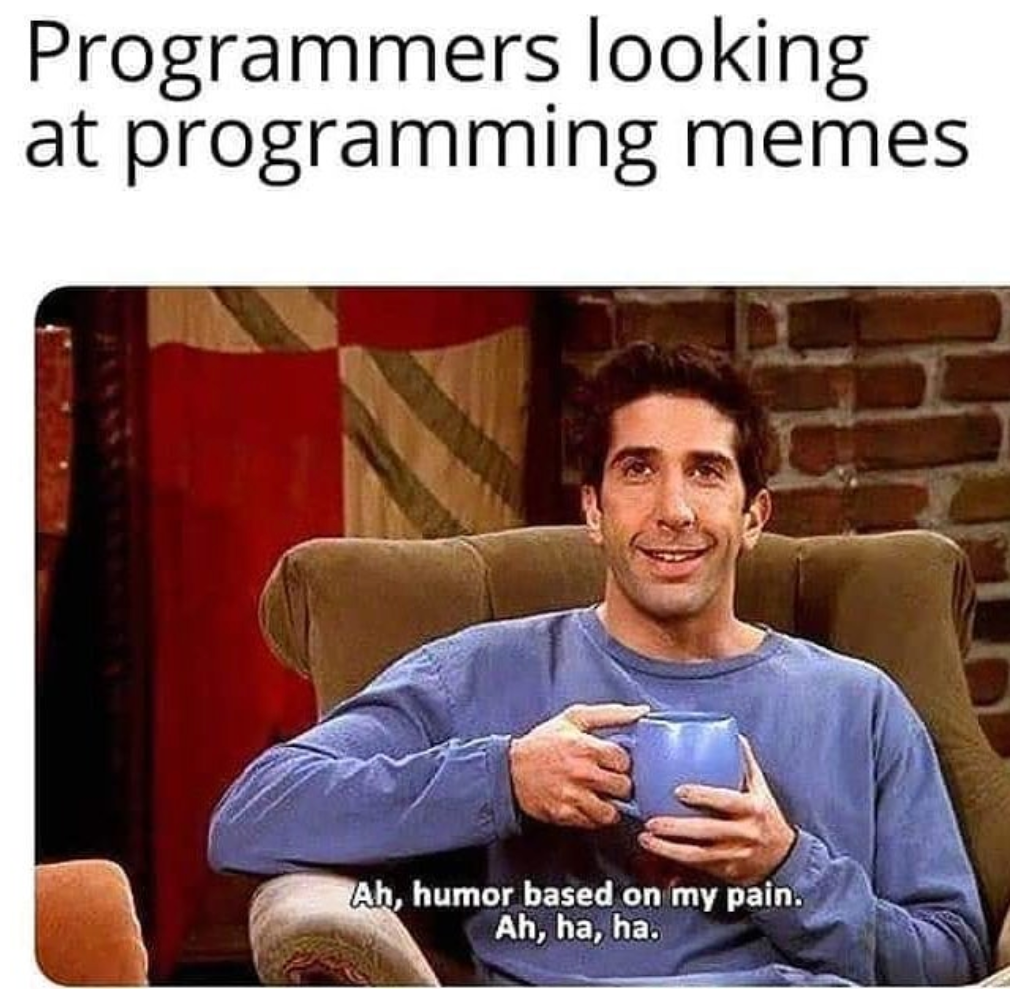 Programmers looking
at programming memes
Ah, humor based on my pain.
Ah, ha, ha.